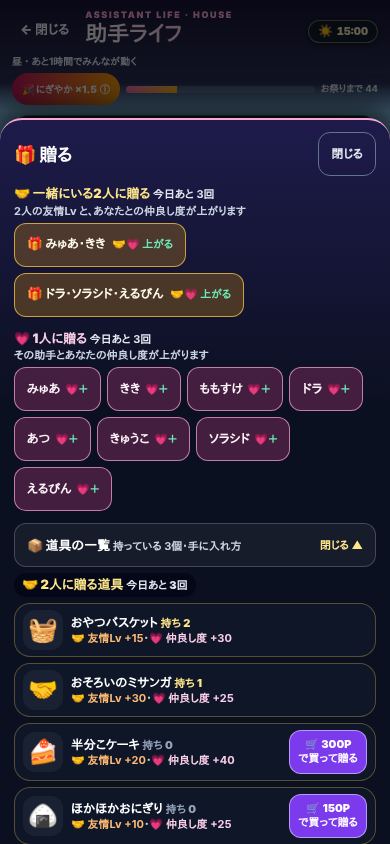 ASSISTANT LIFE · HOUSE
← 閉じる
助手ライフ
☀️ 15:00
昼・あと1時間でみんなが動く
🎉 にぎやか ×1.5 ⓘ
お祭りまで 44
🎁 贈る
閉じる
🤝 一緒にいる2人に贈る 今日あと 3回
2人の友情Lv と、あなたとの仲良し度が上がります
🎁 みゅあ・きき 🤝💗 上がる
🎁 ドラ・ソラシド・えるぴん 🤝💗 上がる
💗 1人に贈る 今日あと 3回
その助手とあなたの仲良し度が上がります
みゅあ 💗+
きき 💗+
ももすけ 💗+
ドラ 💗+
あつ 💗+
きゅうこ 💗+
ソラシド 💗+
えるぴん 💗+
📦 道具の一覧 持っている 3個・手に入れ方
閉じる ▲
🤝 2人に贈る道具 今日あと 3回
おやつバスケット 持ち 2
🤝 友情Lv +15・💗 仲良し度 +30
おそろいのミサンガ 持ち 1
🤝 友情Lv +30・💗 仲良し度 +25
半分こケーキ 持ち 0
🤝 友情Lv +20・💗 仲良し度 +40
🛒 300P
で買って贈る
ほかほかおにぎり 持ち 0
🤝 友情Lv +10・💗 仲良し度 +25
🛒 150P
で買って贈る